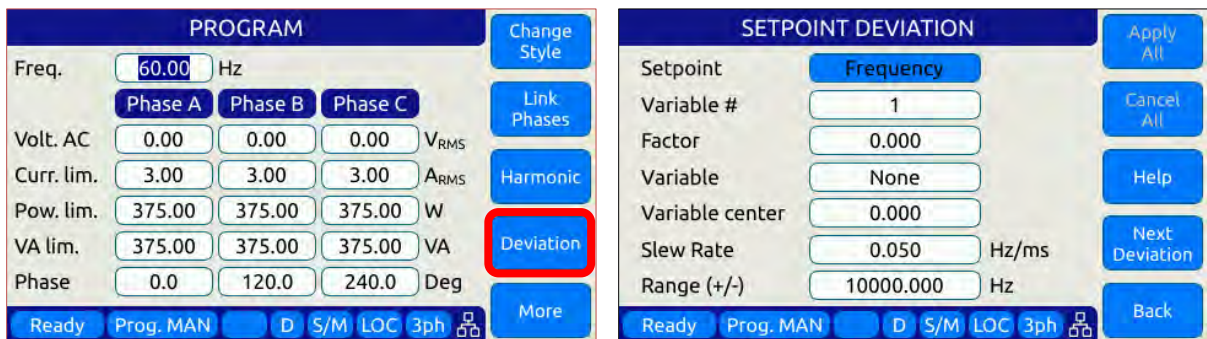 PROGRAM
Change
Style
Freq. 60.00 Hz
Phase A Phase B Phase C
Link
Phases
Volt. AC 0.00 0.00 0.00 VRMS
Curr. lim. 3.00 3.00 3.00 ARMS
Harmonic
Pow. lim. 375.00 375.00 375.00 W
VA lim. 375.00 375.00 375.00 VA
Deviation
Phase 0.0 120.0 240.0 Deg
More
Ready Prog. MAN D S/M LOC 3ph
SETPOINT DEVIATION
Apply
All
Setpoint Frequency
Variable # 1
Cancel
All
Factor 0.000
Variable None
Help
Variable center 0.000
Next
Deviation
Slew Rate 0.050 Hz/ms
Range (+/-) 10000.000 Hz
Back
Ready Prog. MAN D S/M LOC 3ph